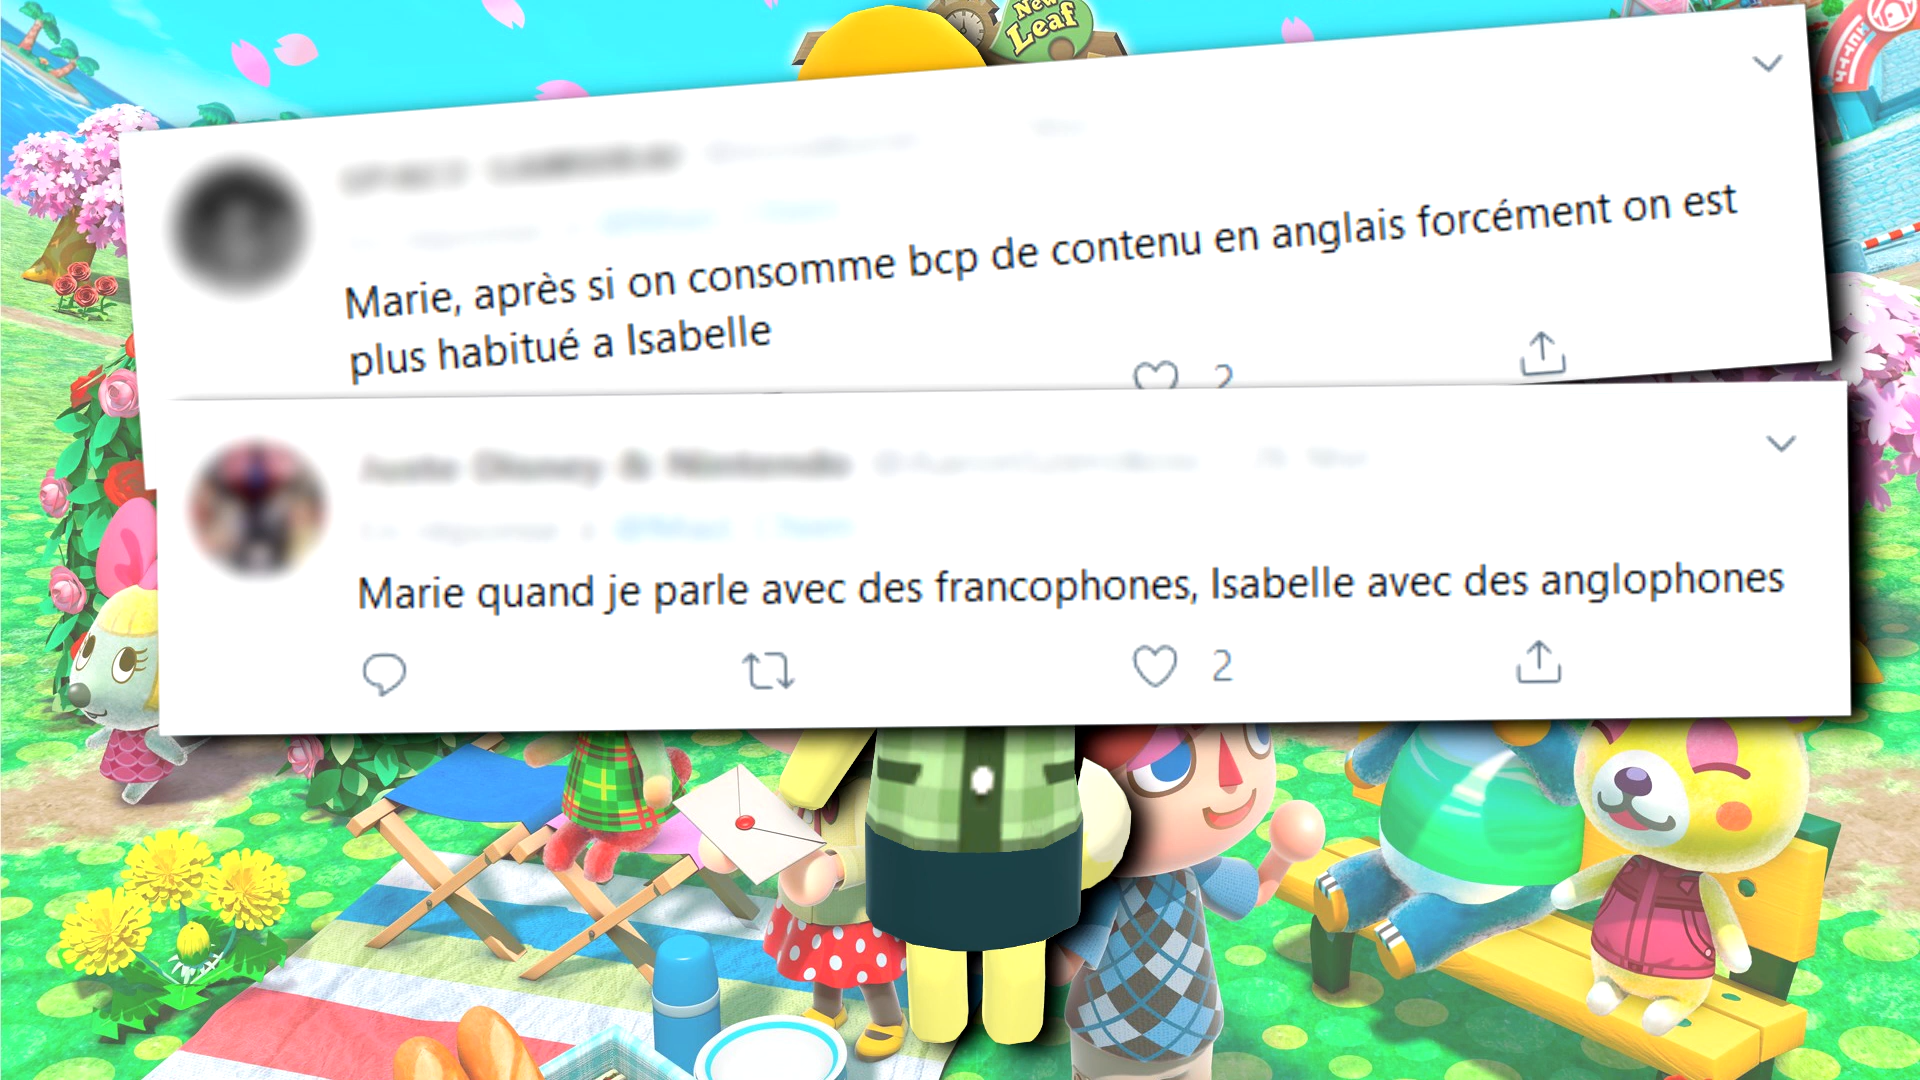 New
Leaf
Marie, après si on consomme bcp de contenu en anglais forcément on est
plus habitué a Isabelle
2
Marie quand je parle avec des francophones, Isabelle avec des anglophones
2